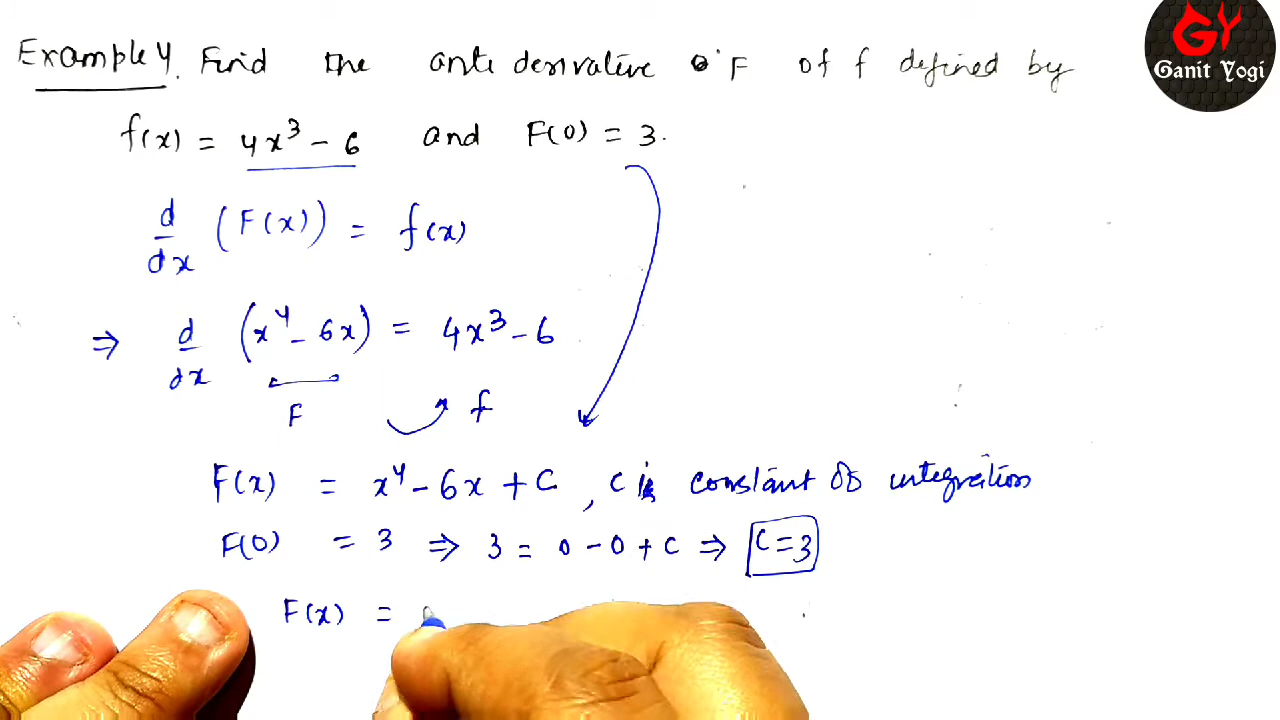 GY
Ganit Yogi
Example 4. Find the anti derivative F of f defined by
f(x) = 4x³ - 6 and F(0) = 3.
d/dx (F(x)) = f(x)
⇒ d/dx (x⁴ - 6x) = 4x³ - 6
F f
F(x) = x⁴ - 6x + C, C is constant of integration
F(0) = 3 ⇒ 3 = 0 - 0 + C ⇒ C = 3
F(x) =